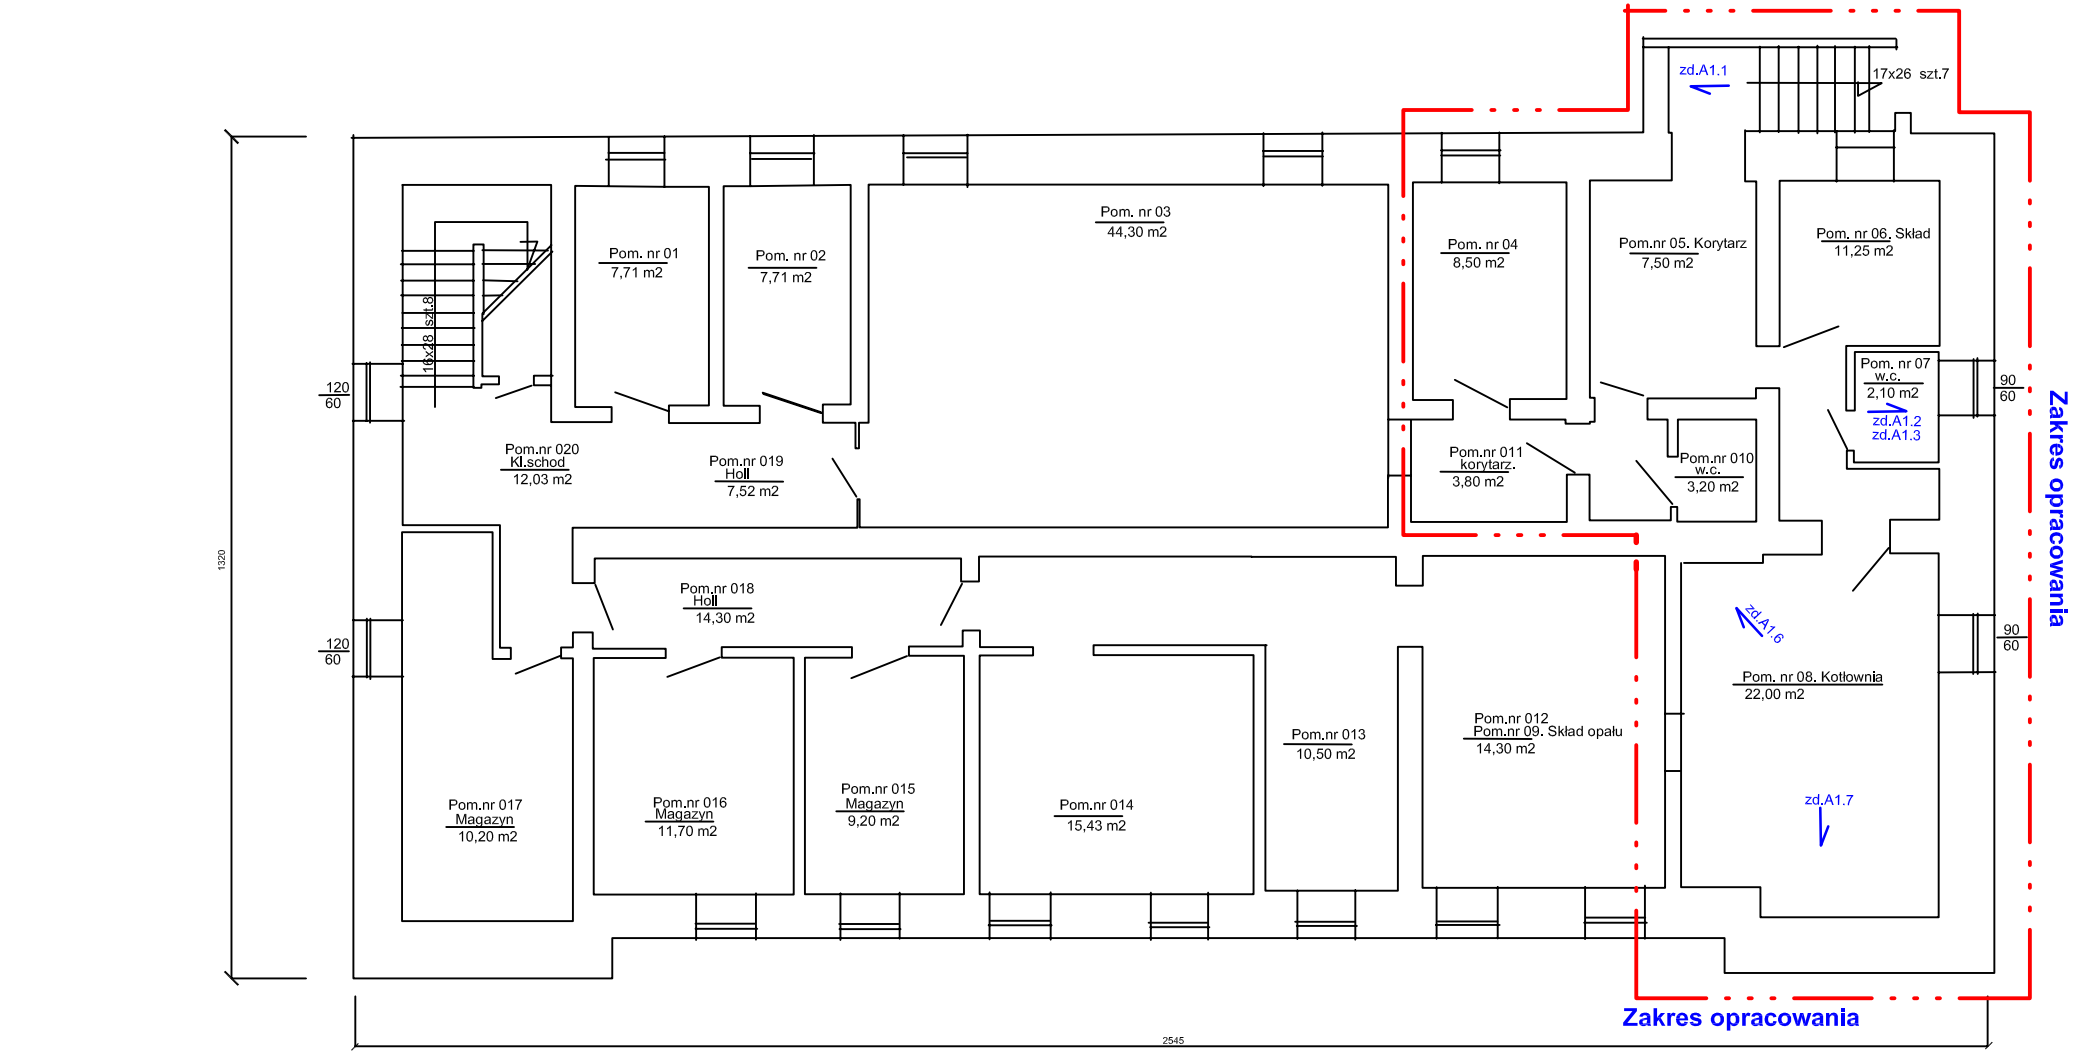 zd.A1.1
17x26 szt.7
Pom. nr 03
44,30 m2
Pom. nr 01
7,71 m2
Pom. nr 02
7,71 m2
Pom. nr 04
8,50 m2
Pom.nr 05. Korytarz
7,50 m2
Pom. nr 06. Skład
11,25 m2
16x28 szt.8
120
60
Pom. nr 07
w.c.
2,10 m2
zd.A1.2
zd.A1.3
90
60
Zakres opracowania
Pom.nr 020
Kl.schod
12,03 m2
Pom.nr 019
Holl
7,52 m2
Pom.nr 011
korytarz.
3,80 m2
Pom.nr 010
w.c.
3,20 m2
1320
Pom.nr 018
Holl
14,30 m2
zd.A1.6
120
60
90
60
Pom. nr 08. Kotłownia
22,00 m2
Pom.nr 012
Pom.nr 09. Skład opału
14,30 m2
Pom.nr 013
10,50 m2
Pom.nr 017
Magazyn
10,20 m2
Pom.nr 016
Magazyn
11,70 m2
Pom.nr 015
Magazyn
9,20 m2
Pom.nr 014
15,43 m2
zd.A1.7
Zakres opracowania
2545